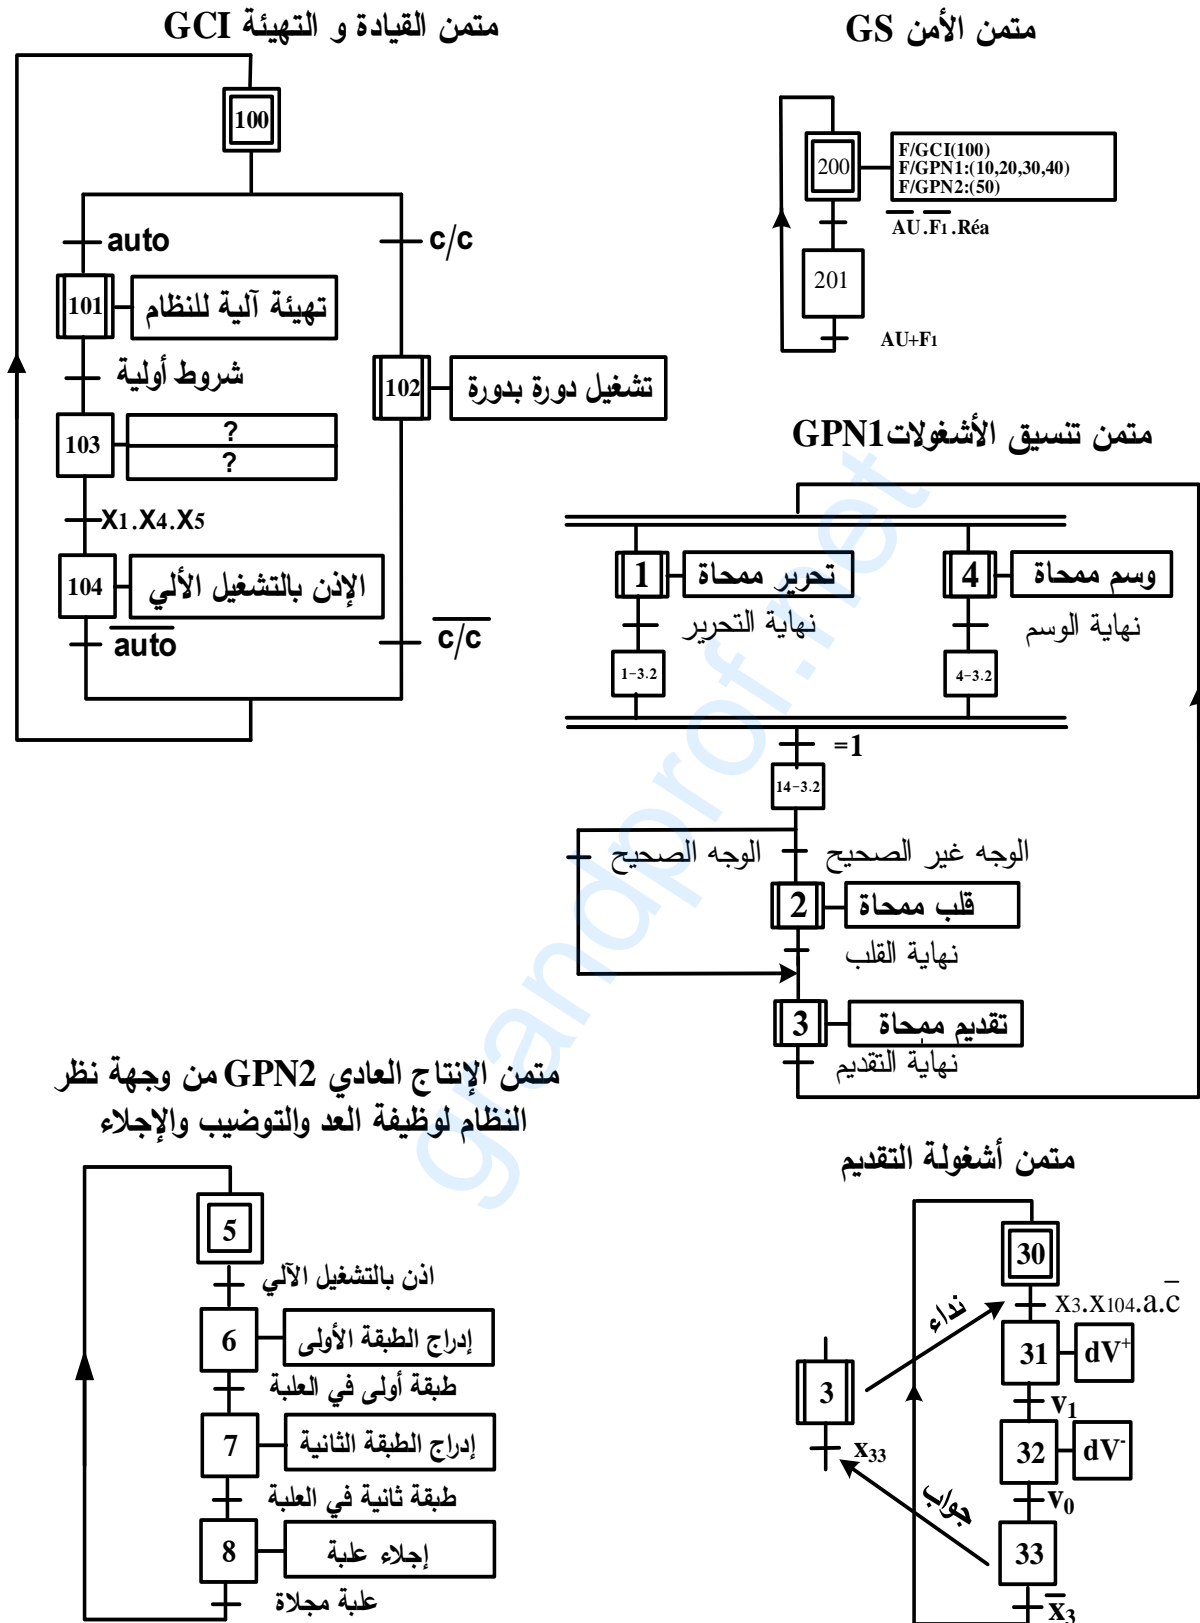 متمن القيادة و التهيئة GCI
100
auto
c/c
101
تهيئة آلية للنظام
شروط أولية
102
تشغيل دورة بدورة
103
?
?
X1.X4.X5
104
الإذن بالتشغيل الألي
auto
c/c
متمن الأمن GS
200
F/GCI(100)
F/GPN1:(10,20,30,40)
F/GPN2:(50)
AU.F1.Réa
201
AU+F1
متمن تنسيق الأشغولات GPN1
1
تحرير ممحاة
4
وسم ممحاة
نهاية التحرير
نهاية الوسم
1-3.2
4-3.2
=1
14-3.2
الوجه غير الصحيح
الوجه الصحيح
2
قلب ممحاة
نهاية القلب
3
تقديم ممحاة
نهاية التقديم
متمن الإنتاج العادي GPN2 من وجهة نظر
النظام لوظيفة العد والتوضيب والإجلاء
5
اذن بالتشغيل الآلي
6
إدراج الطبقة الأولى
طبقة أولى في العلبة
7
إدراج الطبقة الثانية
طبقة ثانية في العلبة
8
إجلاء علبة
علبة مجلاة
متمن أشغولة التقديم
30
X3.X104.a.c̅
نداء
31
dV⁺
3
v₁
x₃₃
32
dV⁻
جواب
v₀
33
x̅₃
grandprof.net